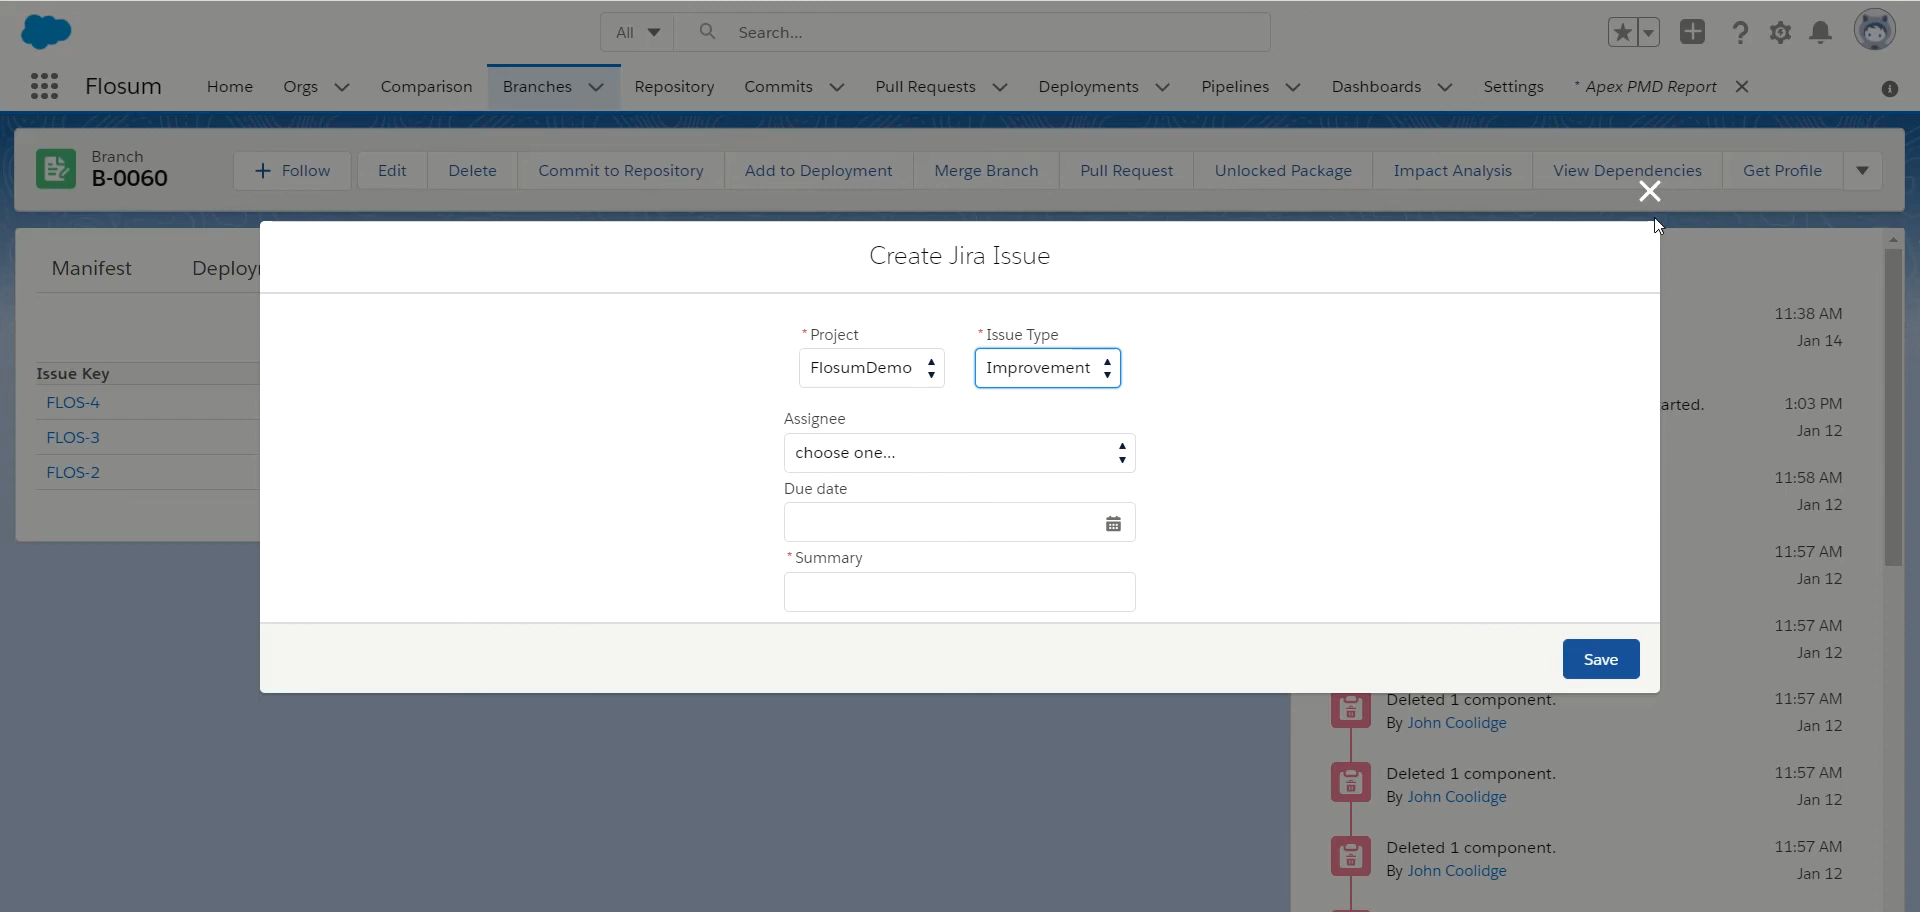 All
Search...
Flosum
Home
Orgs
Comparison
Branches
Repository
Commits
Pull Requests
Deployments
Pipelines
Dashboards
Settings
* Apex PMD Report
Branch
B-0060
Follow
Edit
Delete
Commit to Repository
Add to Deployment
Merge Branch
Pull Request
Unlocked Package
Impact Analysis
View Dependencies
Get Profile
Manifest
Issue Key
FLOS-4
FLOS-3
FLOS-2
Create Jira Issue
* Project
* Issue Type
FlosumDemo
Improvement
Assignee
choose one...
Due date
* Summary
Save
11:38 AM
Jan 14
arted.
1:03 PM
Jan 12
11:58 AM
Jan 12
11:57 AM
Jan 12
11:57 AM
Jan 12
Deleted 1 component.
11:57 AM
By John Coolidge
Jan 12
Deleted 1 component.
11:57 AM
By John Coolidge
Jan 12
Deleted 1 component.
11:57 AM
By John Coolidge
Jan 12